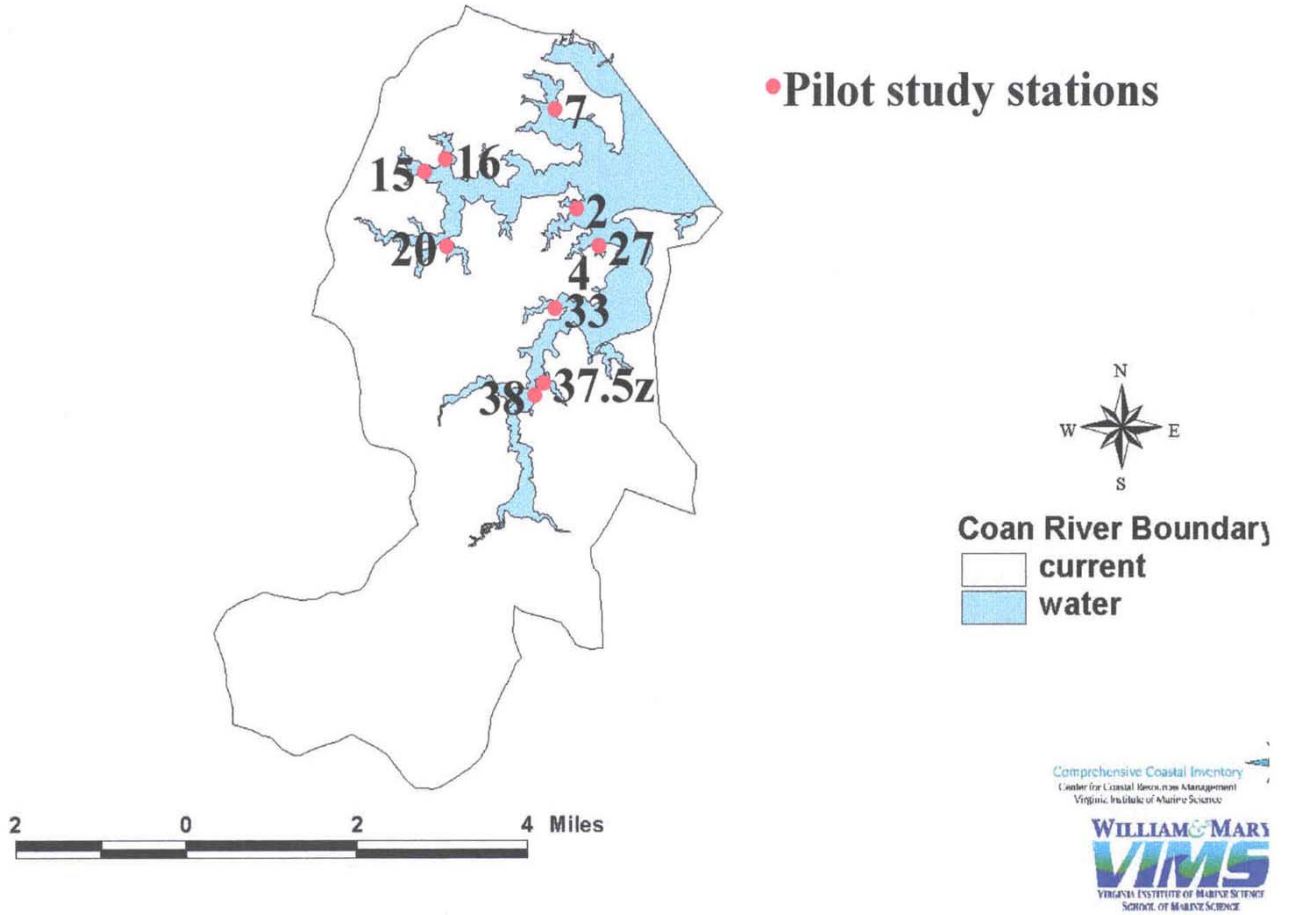 Pilot study stations
7
15
16
2
20
27
4
33
38
37.5z
N
W E
S
Coan River Boundary
current
water
Comprehensive Coastal Inventory
Center for Coastal Resources Management
Virginia Institute of Marine Science
2 0 2 4 Miles
WILLIAM & MARY
VIMS
VIRGINIA INSTITUTE OF MARINE SCIENCE
SCHOOL OF MARINE SCIENCE